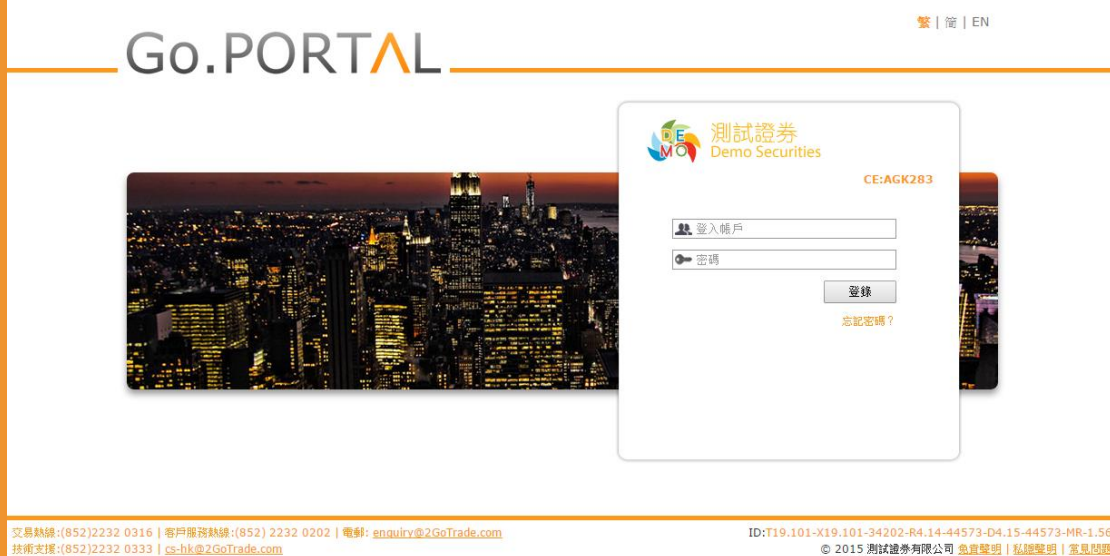 繁 | 简 | EN
Go.PORTAL
DEMO
測試證券
Demo Securities
CE:AGK283
登入帳戶
密碼
登錄
忘記密碼？
交易熱線:(852)2232 0316 | 客戶服務熱線:(852) 2232 0202 | 電郵: enquiry@2GoTrade.com
技術支援:(852)2232 0333 | cs-hk@2GoTrade.com
ID:T19.101-X19.101-34202-R4.14-44573-D4.15-44573-MR-1.56
© 2015 測試證券有限公司 免責聲明 | 私隱聲明 | 常見問題